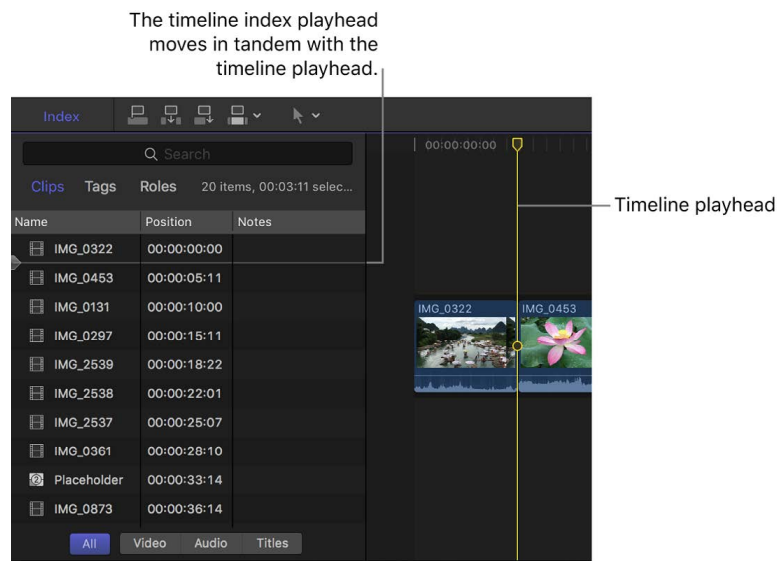 The timeline index playhead
moves in tandem with the
timeline playhead.
Timeline playhead
Index
Search
Clips Tags Roles 20 items, 00:03:11 selec...
Name Position Notes
IMG_0322 00:00:00:00
IMG_0453 00:00:05:11
IMG_0131 00:00:10:00
IMG_0297 00:00:15:11
IMG_2539 00:00:18:22
IMG_2538 00:00:22:01
IMG_2537 00:00:25:07
IMG_0361 00:00:28:10
Placeholder 00:00:33:14
IMG_0873 00:00:36:14
All Video Audio Titles
00:00:00:00
IMG_0322 IMG_0453